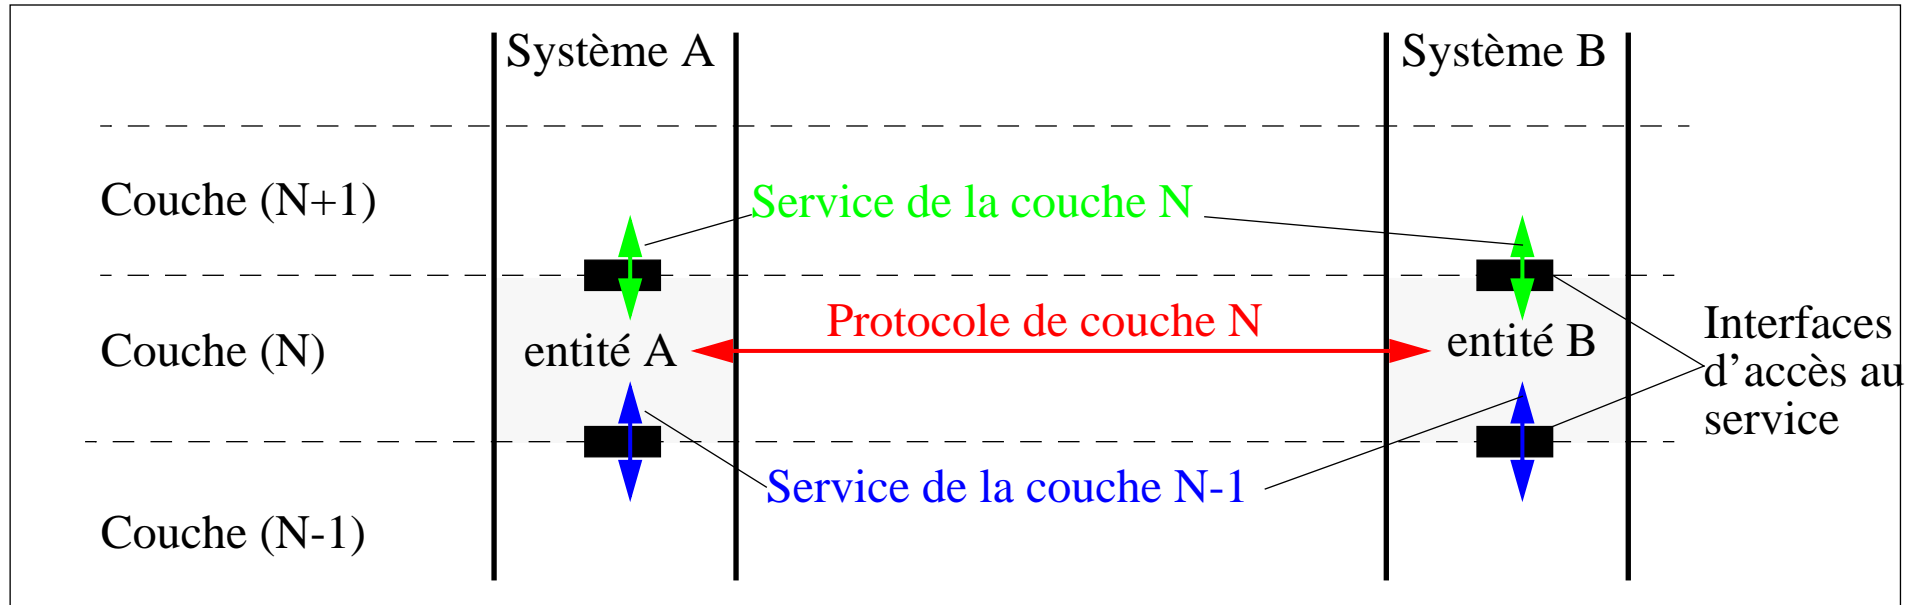 Système A
Système B
Couche (N+1)
Service de la couche N
Protocole de couche N
Couche (N)
entité A
entité B
Interfaces
d’accès au
service
Service de la couche N-1
Couche (N-1)